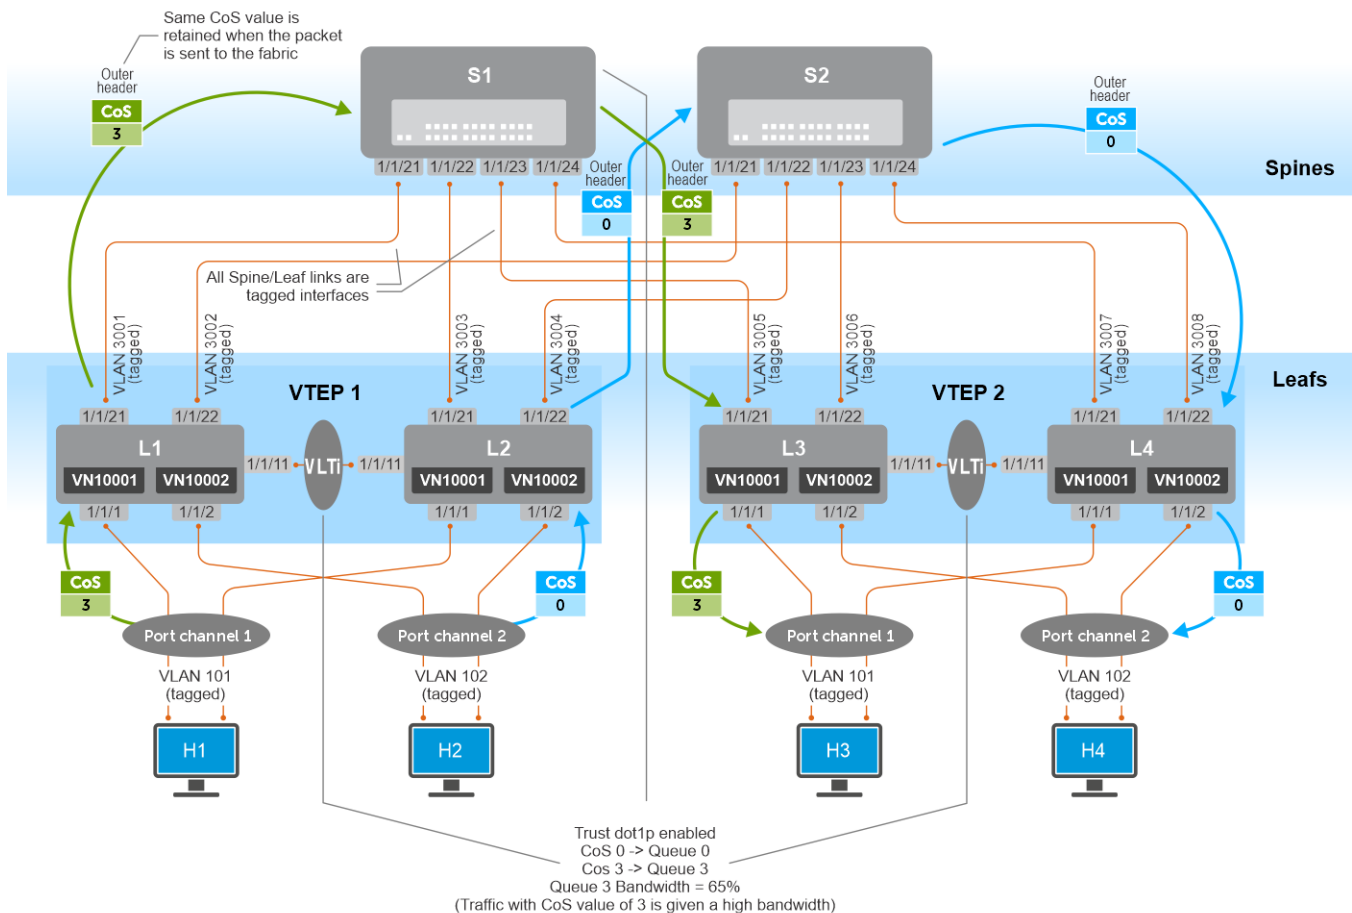 Same CoS value is
retained when the packet
is sent to the fabric
Outer
header
CoS
3
S1
S2
Outer
header
CoS
0
1/1/21
1/1/22
1/1/23
1/1/24
1/1/21
1/1/22
1/1/23
1/1/24
Spines
Outer
header
CoS
0
Outer
header
CoS
3
All Spine/Leaf links are
tagged interfaces
VLAN 3001
(tagged)
VLAN 3002
(tagged)
VLAN 3003
(tagged)
VLAN 3004
(tagged)
VLAN 3005
(tagged)
VLAN 3006
(tagged)
VLAN 3007
(tagged)
VLAN 3008
(tagged)
Leafs
VTEP 1
VTEP 2
1/1/21
1/1/22
1/1/21
1/1/22
1/1/21
1/1/22
1/1/21
1/1/22
L1
L2
L3
L4
1/1/11
VLTi
1/1/11
1/1/11
VLTi
1/1/11
VN10001
VN10002
VN10001
VN10002
VN10001
VN10002
VN10001
VN10002
1/1/1
1/1/2
1/1/1
1/1/2
1/1/1
1/1/2
1/1/1
1/1/2
CoS
3
CoS
0
CoS
3
CoS
0
Port channel 1
Port channel 2
Port channel 1
Port channel 2
VLAN 101
(tagged)
VLAN 102
(tagged)
VLAN 101
(tagged)
VLAN 102
(tagged)
H1
H2
H3
H4
Trust dot1p enabled
CoS 0 -> Queue 0
Cos 3 -> Queue 3
Queue 3 Bandwidth = 65%
(Traffic with CoS value of 3 is given a high bandwidth)